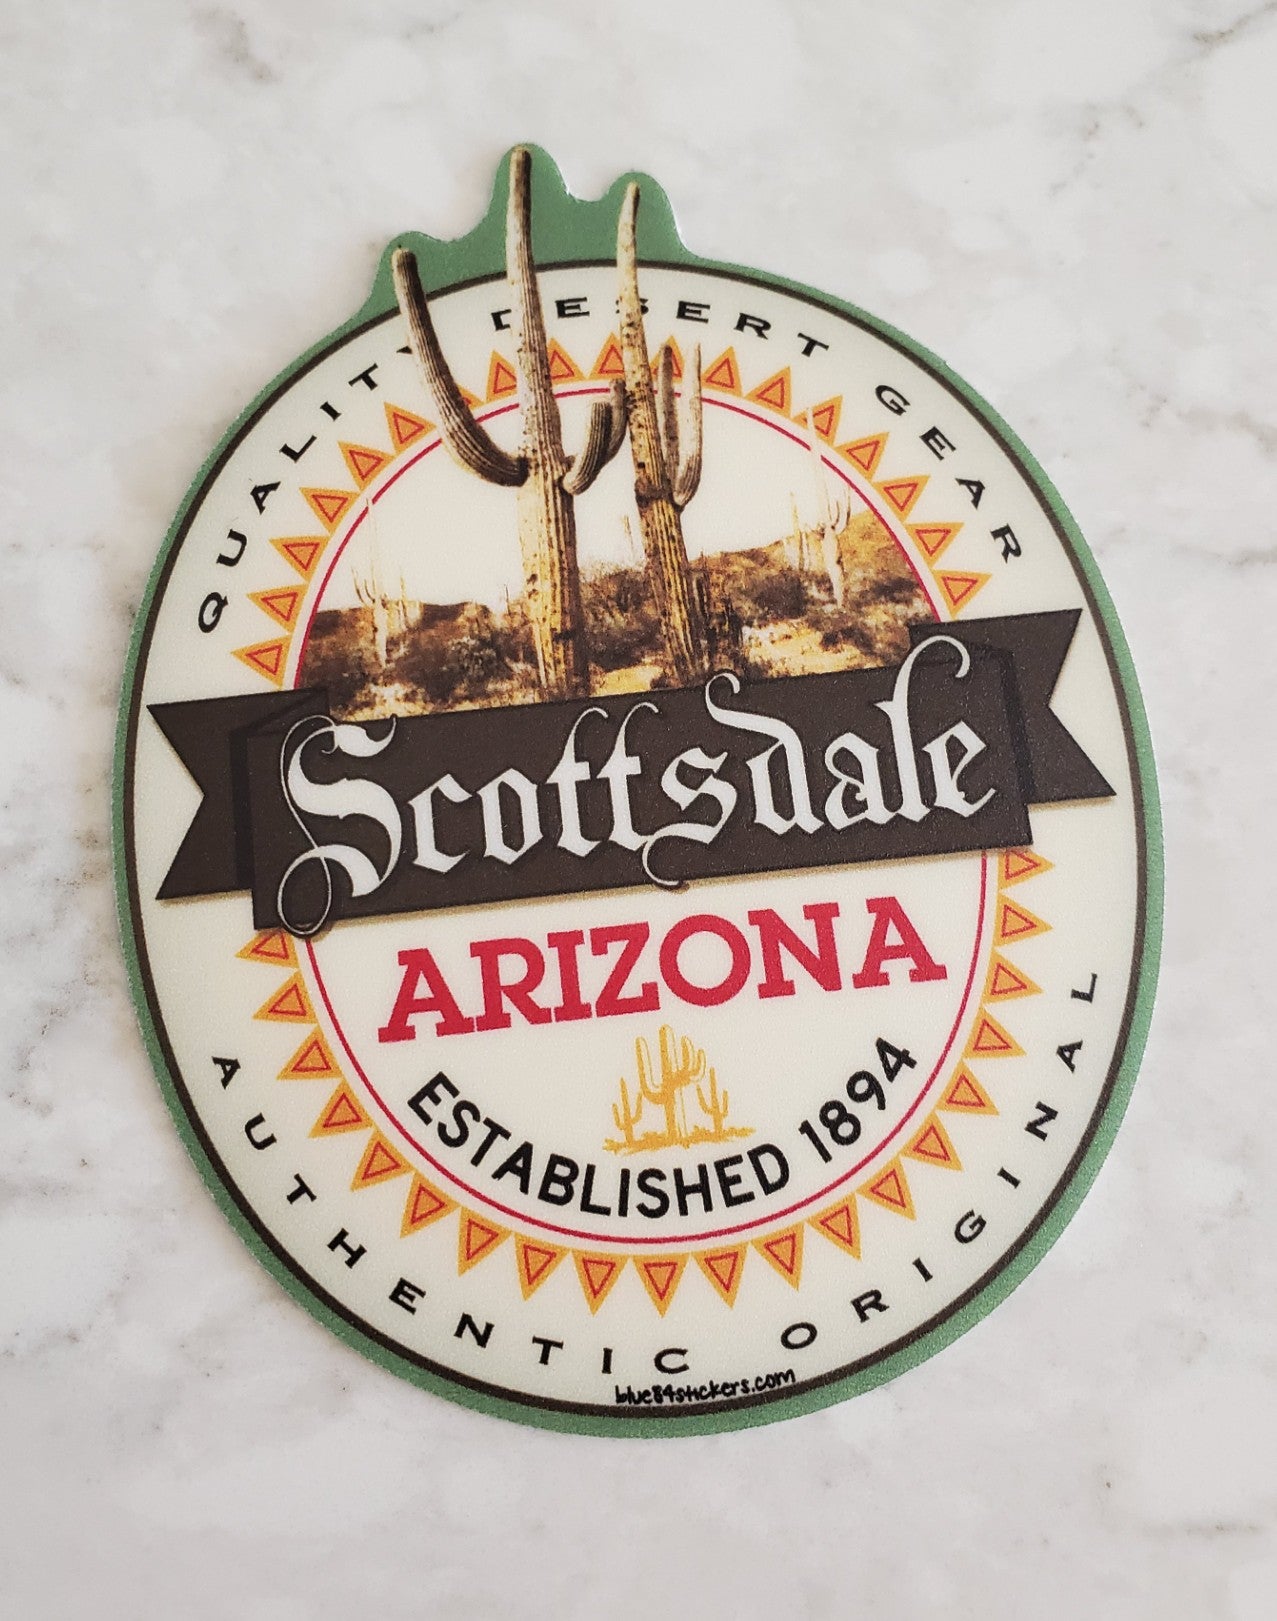 QUALITY DESERT GEAR
Scottsdale
ARIZONA
ESTABLISHED 1894
AUTHENTIC ORIGINAL
blue84stickers.com